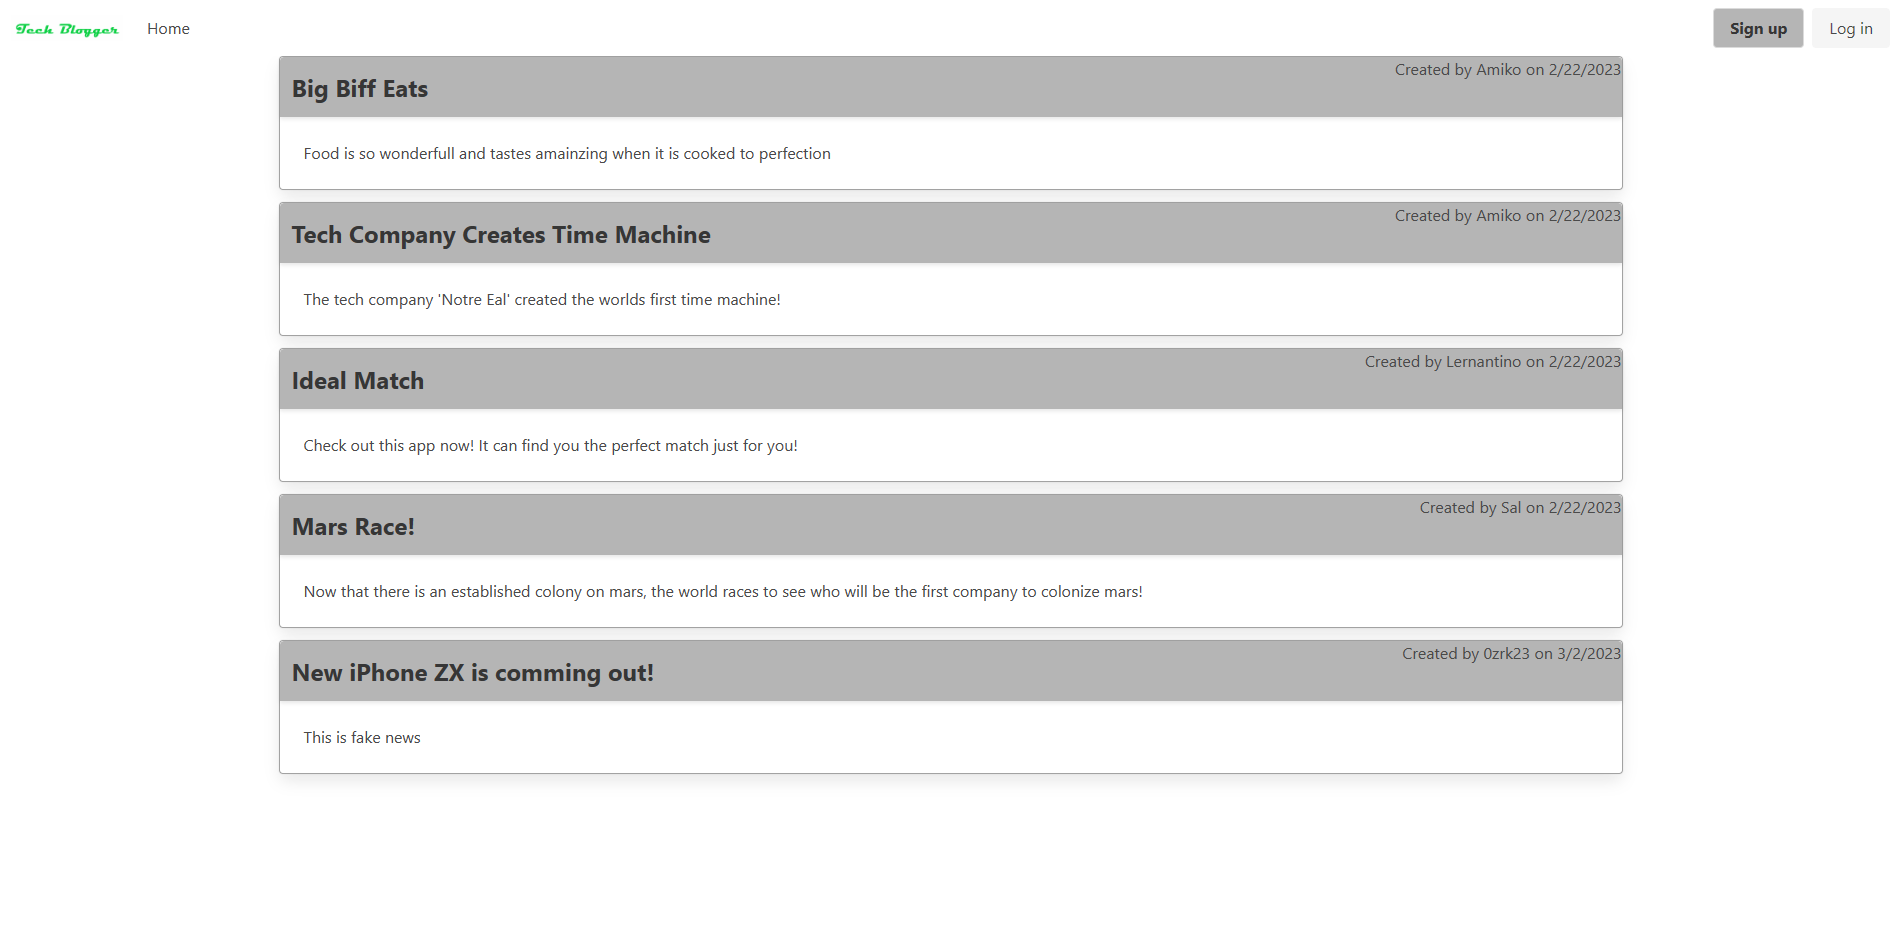 Tech Blogger
Home
Sign up
Log in
Created by Amiko on 2/22/2023
Big Biff Eats
Food is so wonderfull and tastes amainzing when it is cooked to perfection
Created by Amiko on 2/22/2023
Tech Company Creates Time Machine
The tech company 'Notre Eal' created the worlds first time machine!
Created by Lernantino on 2/22/2023
Ideal Match
Check out this app now! It can find you the perfect match just for you!
Created by Sal on 2/22/2023
Mars Race!
Now that there is an established colony on mars, the world races to see who will be the first company to colonize mars!
Created by 0zrk23 on 3/2/2023
New iPhone ZX is comming out!
This is fake news